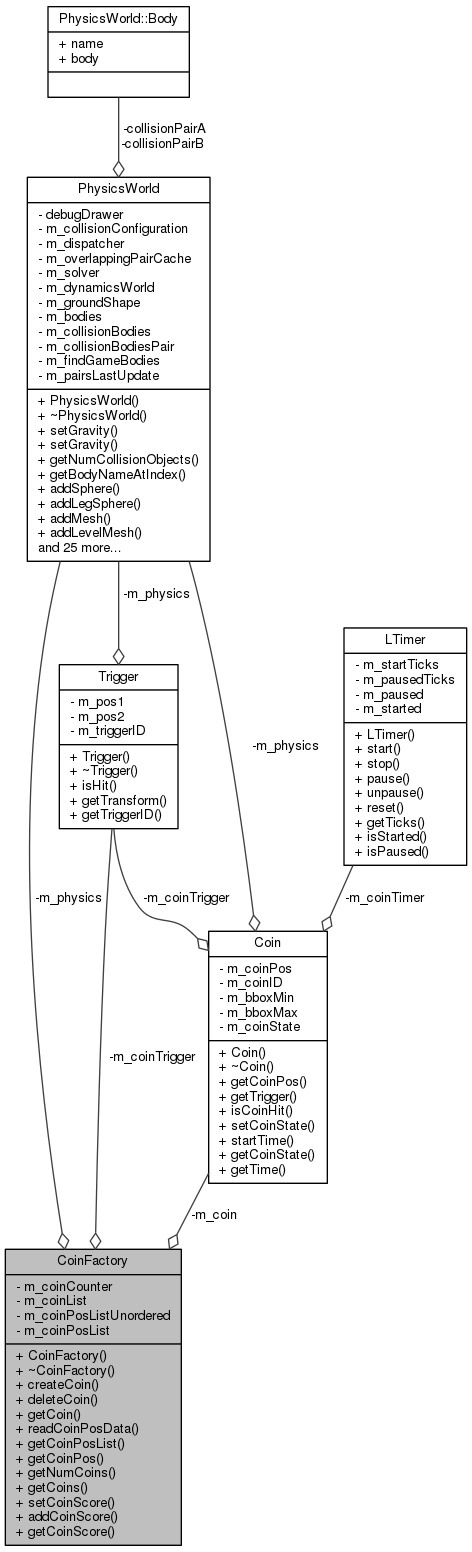 PhysicsWorld::Body
+ name
+ body
-collisionPairA
-collisionPairB
PhysicsWorld
- debugDrawer
- m_collisionConfiguration
- m_dispatcher
- m_overlappingPairCache
- m_solver
- m_dynamicsWorld
- m_groundShape
- m_bodies
- m_collisionBodies
- m_collisionBodiesPair
- m_findGameBodies
- m_pairsLastUpdate
+ PhysicsWorld()
+ ~PhysicsWorld()
+ setGravity()
+ setGravity()
+ getNumCollisionObjects()
+ getBodyNameAtIndex()
+ addSphere()
+ addLegSphere()
+ addMesh()
+ addLevelMesh()
and 25 more...
-m_physics
Trigger
- m_pos1
- m_pos2
- m_triggerID
+ Trigger()
+ ~Trigger()
+ isHit()
+ getTransform()
+ getTriggerID()
LTimer
- m_startTicks
- m_pausedTicks
- m_paused
- m_started
+ LTimer()
+ start()
+ stop()
+ pause()
+ unpause()
+ reset()
+ getTicks()
+ isStarted()
+ isPaused()
-m_physics
-m_physics
-m_coinTrigger
-m_coinTimer
Coin
- m_coinPos
- m_coinID
- m_bboxMin
- m_bboxMax
- m_coinState
+ Coin()
+ ~Coin()
+ getCoinPos()
+ getTrigger()
+ isCoinHit()
+ setCoinState()
+ startTime()
+ getCoinState()
+ getTime()
-m_coinTrigger
-m_coin
CoinFactory
- m_coinCounter
- m_coinList
- m_coinPosListUnordered
- m_coinPosList
+ CoinFactory()
+ ~CoinFactory()
+ createCoin()
+ deleteCoin()
+ getCoin()
+ readCoinPosData()
+ getCoinPosList()
+ getCoinPos()
+ getNumCoins()
+ getCoins()
+ setCoinScore()
+ addCoinScore()
+ getCoinScore()